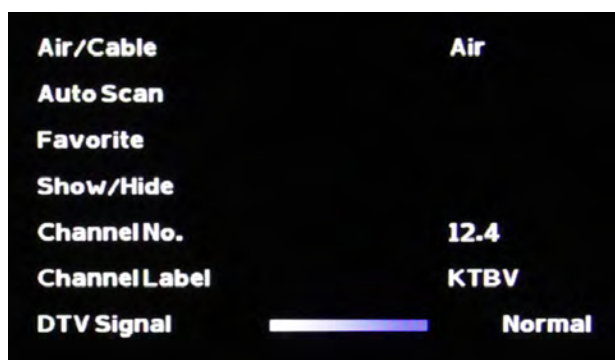 Air/Cable Air
Auto Scan
Favorite
Show/Hide
Channel No. 12.4
Channel Label KTBV
DTV Signal Normal